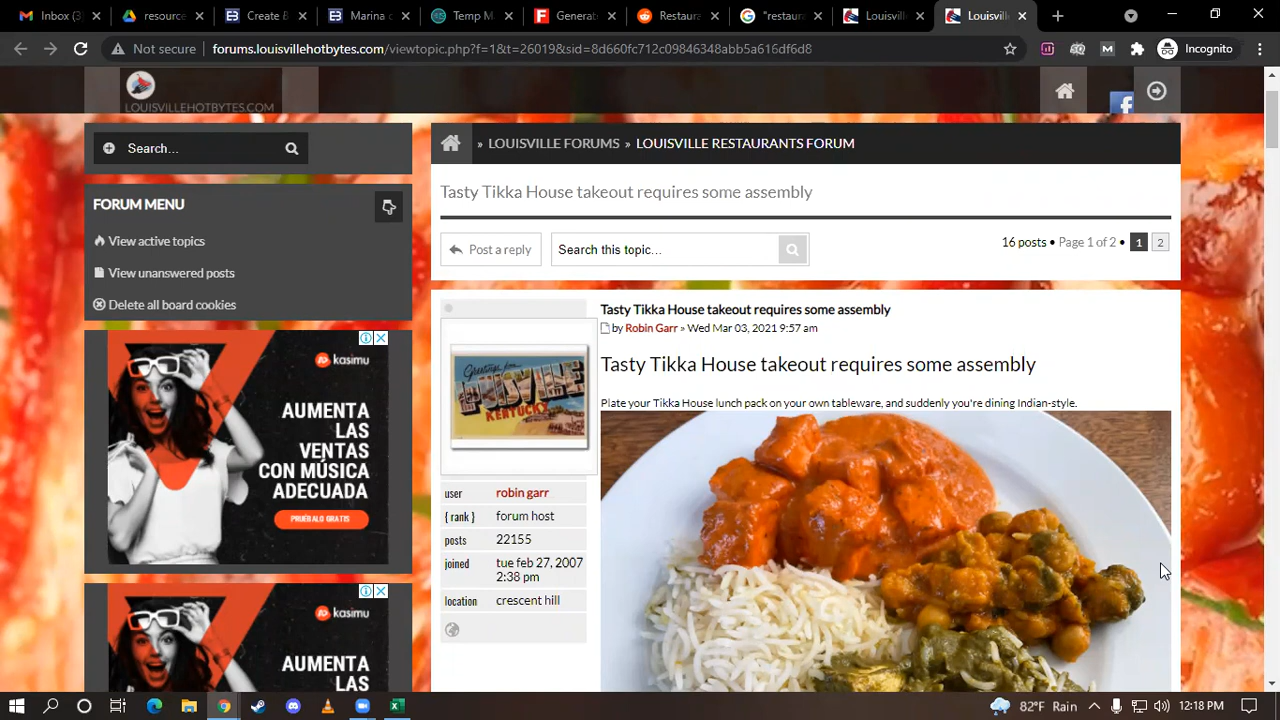 Inbox (3
resource
Create B
Marina c
Temp M
Generat
Restaura
"restaur
Louisvill
Louisvill
Not secure
forums.louisvillehotbytes.com/viewtopic.php?f=1&t=26019&sid=8d660fc712c09846348abb5a616df6d8
Incognito
LOUISVILLEHOTBYTES.COM
Search...
» LOUISVILLE FORUMS » LOUISVILLE RESTAURANTS FORUM
FORUM MENU
View active topics
View unanswered posts
Delete all board cookies
Tasty Tikka House takeout requires some assembly
Post a reply
Search this topic...
16 posts • Page 1 of 2 • 1 2
Tasty Tikka House takeout requires some assembly
by Robin Garr » Wed Mar 03, 2021 9:57 am
Tasty Tikka House takeout requires some assembly
Plate your Tikka House lunch pack on your own tableware, and suddenly you're dining Indian-style.
Greetings from
LOUISVILLE
KENTUCKY
user robin garr
{ rank } forum host
posts 22155
joined tue feb 27, 2007
2:38 pm
location crescent hill
kasimu
AUMENTA
LAS
VENTAS
CON MÚSICA
ADECUADA
PRUÉBALO GRATIS
kasimu
AUMENTA
LAS
82°F Rain
12:18 PM